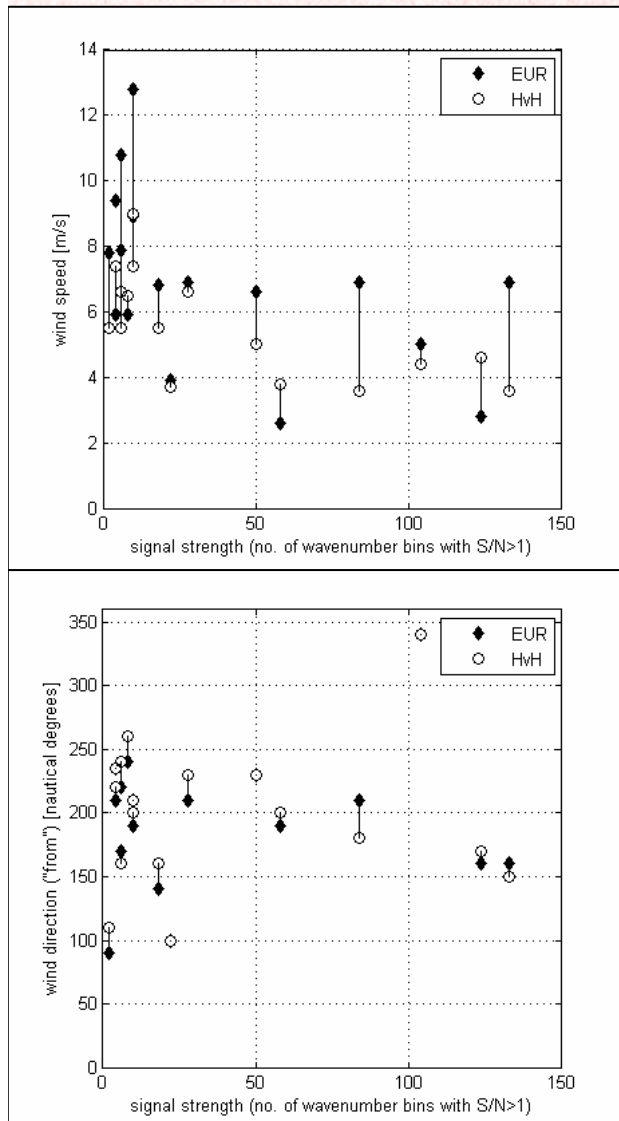 14
12
10
8
6
4
2
0
wind speed [m/s]
EUR
HvH
0 50 100 150
signal strength (no. of wavenumber bins with S/N>1)
350
300
250
200
150
100
50
0
wind direction ("from") [nautical degrees]
EUR
HvH
0 50 100 150
signal strength (no. of wavenumber bins with S/N>1)